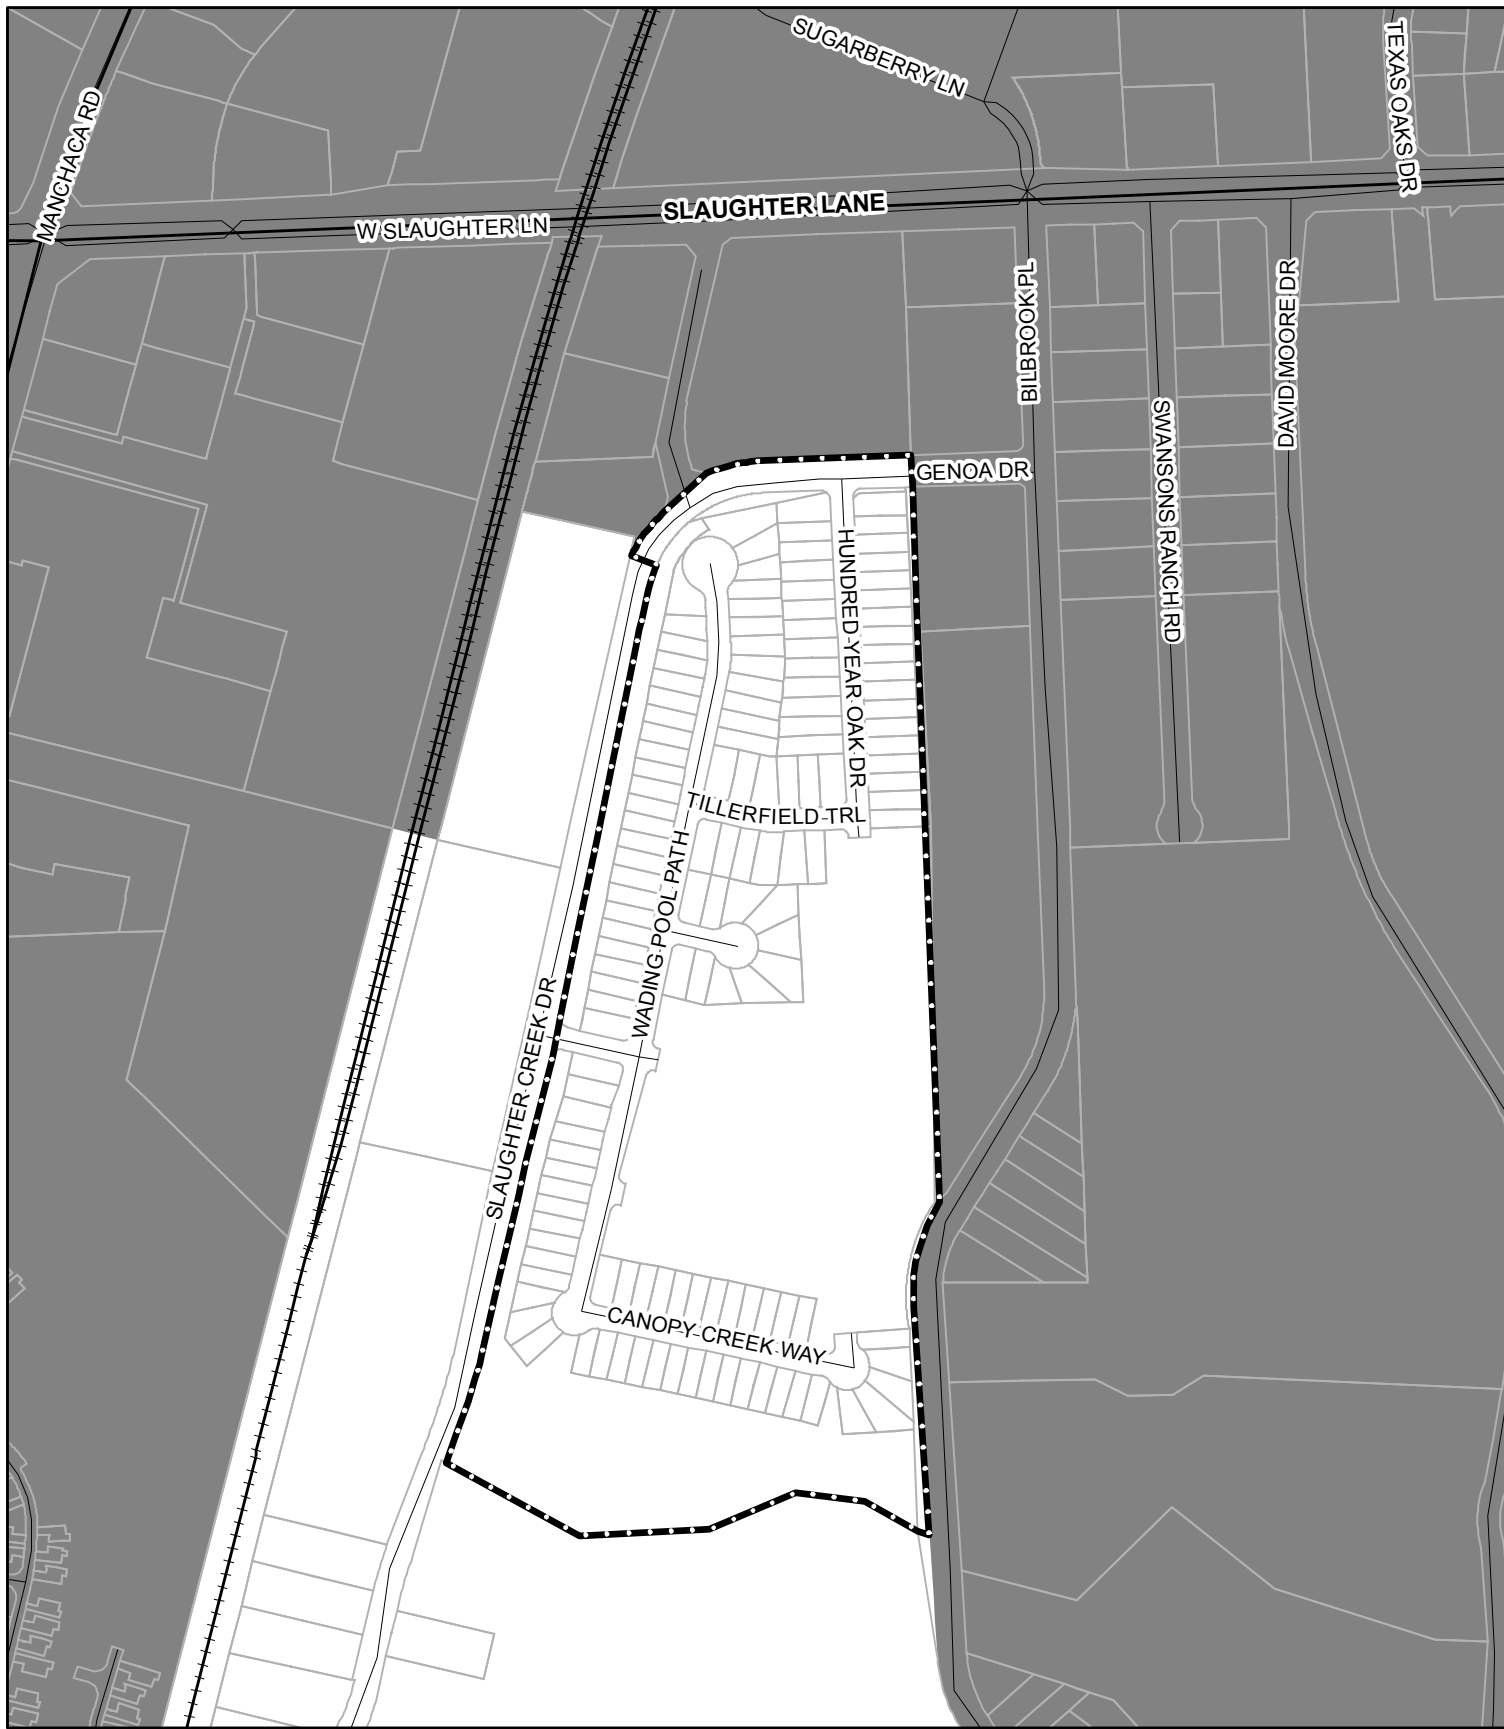 SUGARBERRY LN
TEXAS OAKS DR
MANCHACA RD
SLAUGHTER LANE
W SLAUGHTER LN
BILBROOK PL
DAVID MOORE DR
SWANSONS RANCH RD
GENOA DR
HUNDRED YEAR OAK DR
TILLERFIELD TRL
WADING POOL PATH
SLAUGHTER CREEK DR
CANOPY CREEK WAY